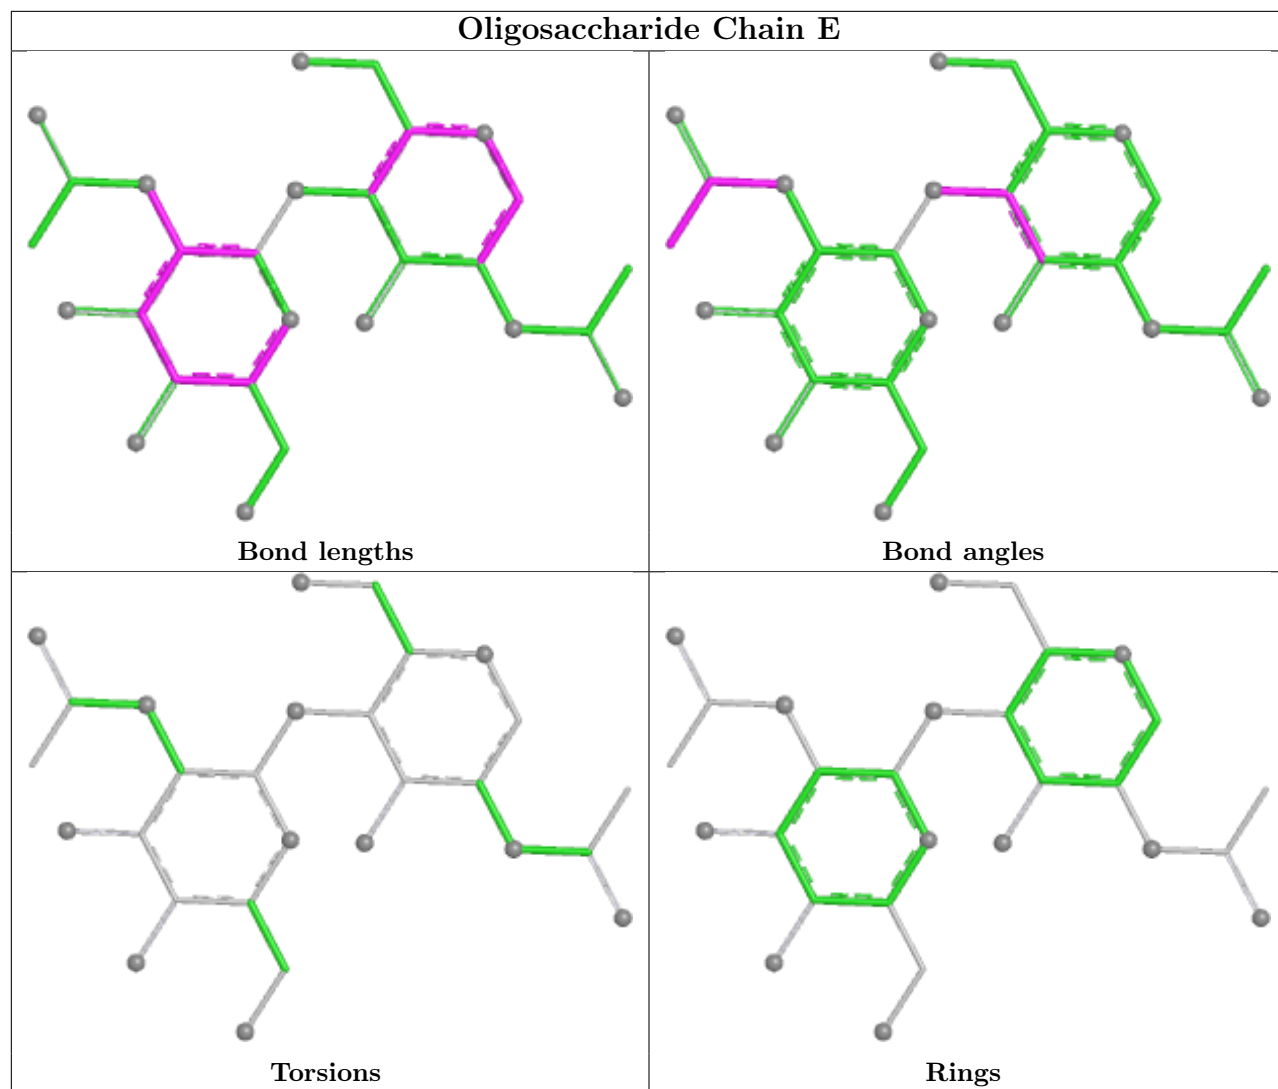 Oligosaccharide Chain E
Bond lengths
Bond angles
Torsions
Rings